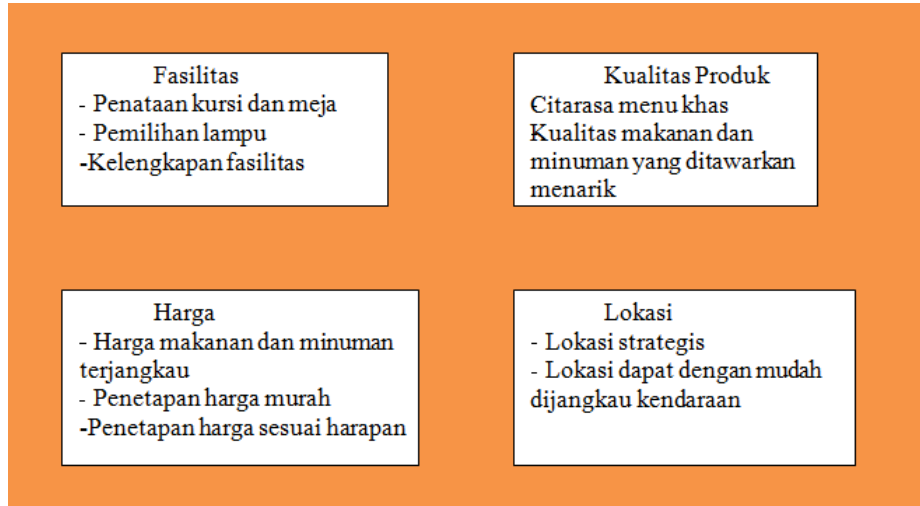 Fasilitas
- Penataan kursi dan meja
- Pemilihan lampu
-Kelengkapan fasilitas
Kualitas Produk
-Citarasa menu khas
-Kualitas makanan dan
minuman yang ditawarkan
menarik
Harga
- Harga makanan dan minuman
terjangkau
- Penetapan harga murah
-Penetapan harga sesuai harapan
Lokasi
- Lokasi strategis
- Lokasi dapat dengan mudah
dijangkau kendaraan